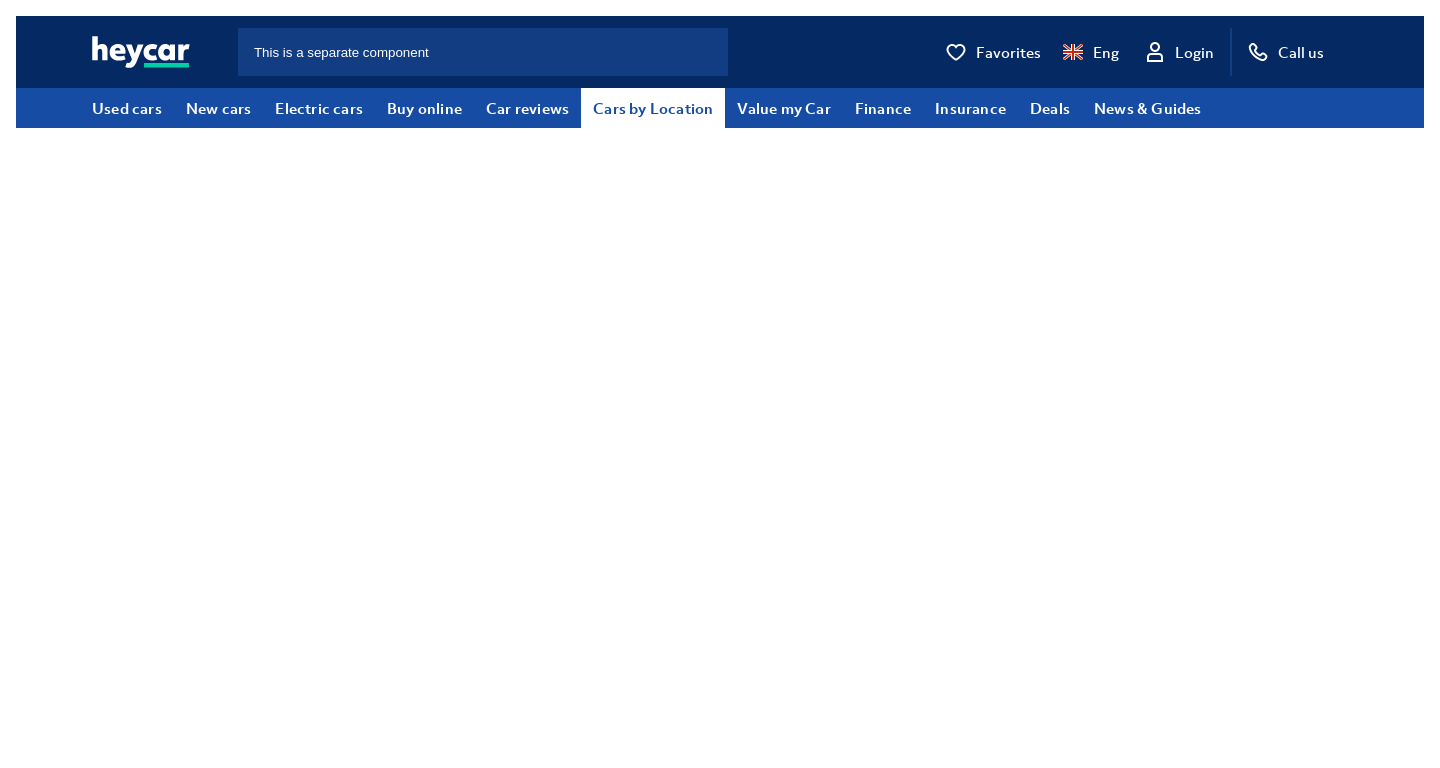 heycar This is a separate component Favorites Eng Login Call us
Used cars New cars Electric cars Buy online Car reviews Cars by Location Value my Car Finance Insurance Deals News & Guides